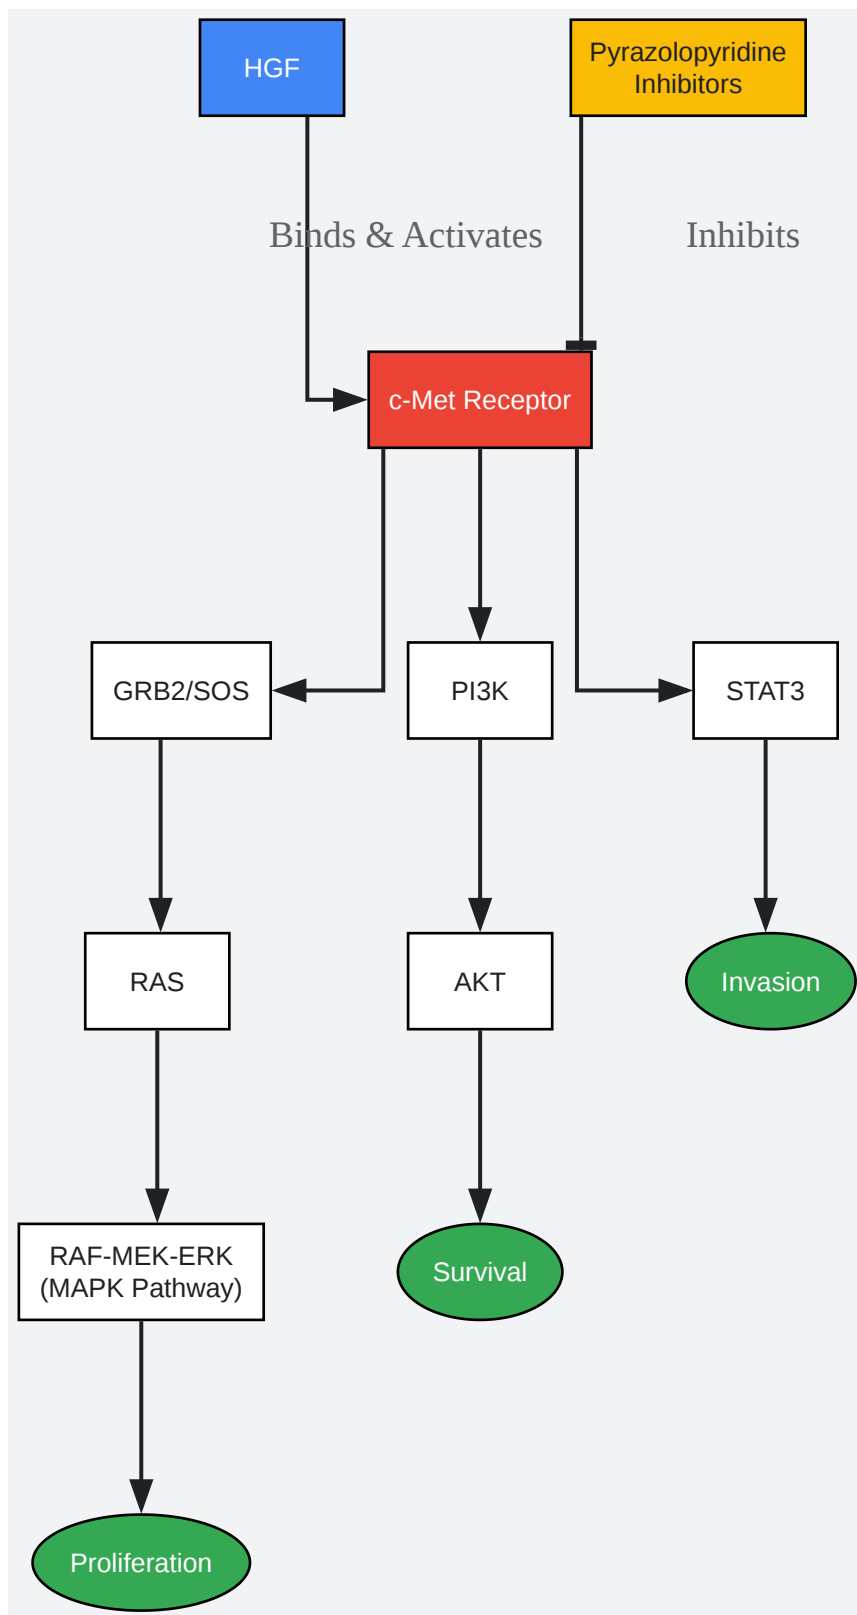 HGF
Pyrazolopyridine
Inhibitors
Binds & Activates
Inhibits
c-Met Receptor
GRB2/SOS
PI3K
STAT3
RAS
AKT
Invasion
RAF-MEK-ERK
(MAPK Pathway)
Survival
Proliferation